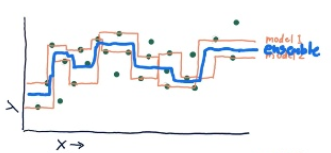 model 1
ensemble
model 2
y
x →